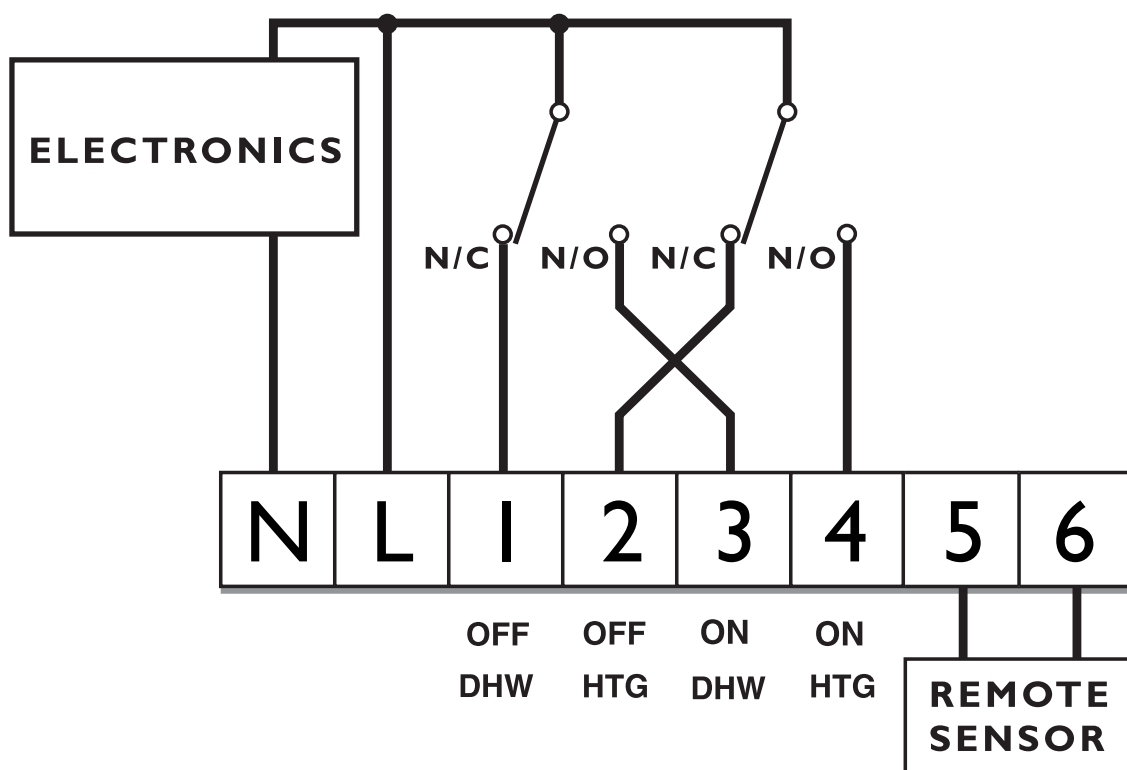 ELECTRONICS
N/C N/O N/C N/O
N L 1 2 3 4 5 6
OFF OFF ON ON
DHW HTG DHW HTG
REMOTE
SENSOR